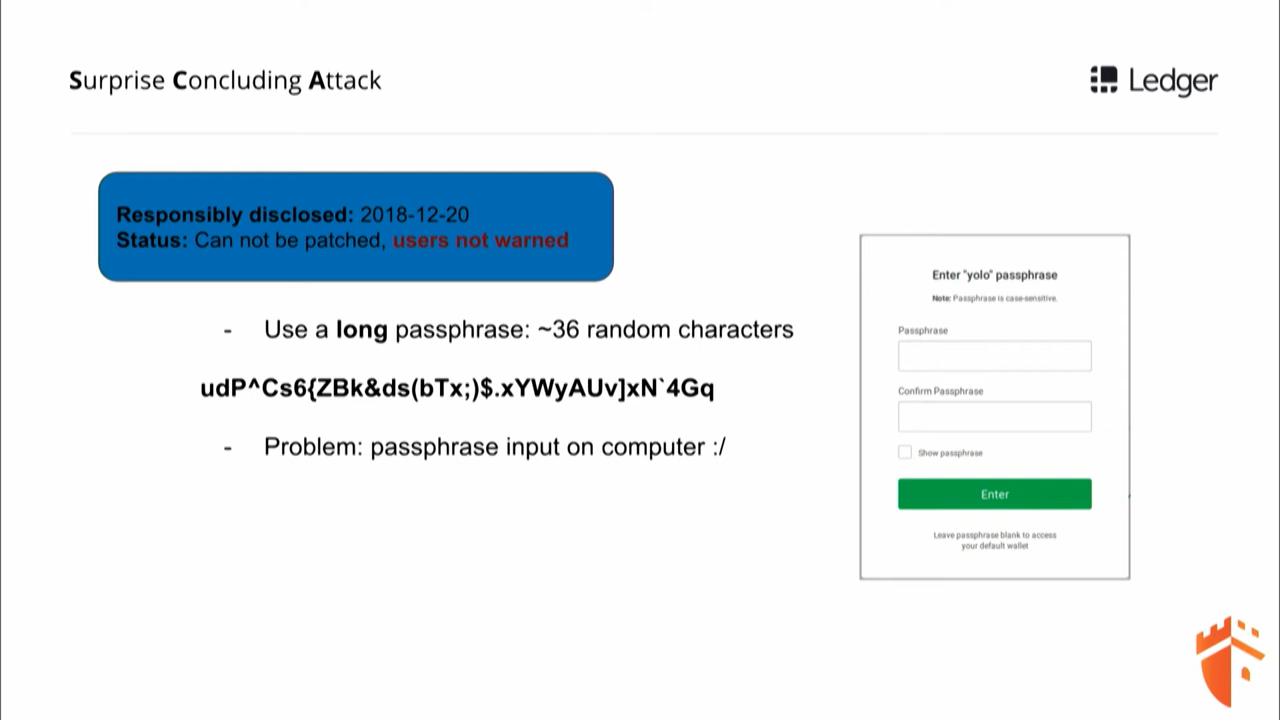 Surprise Concluding Attack
Ledger
Responsibly disclosed: 2018-12-20
Status: Can not be patched, users not warned
- Use a long passphrase: ~36 random characters
udP^Cs6{ZBk&ds(bTx;)$.xYWyAUv]xN`4Gq
- Problem: passphrase input on computer :/
Enter "yolo" passphrase
Note: Passphrase is case-sensitive.
Passphrase
Confirm Passphrase
Show passphrase
Enter
Leave passphrase blank to access
your default wallet